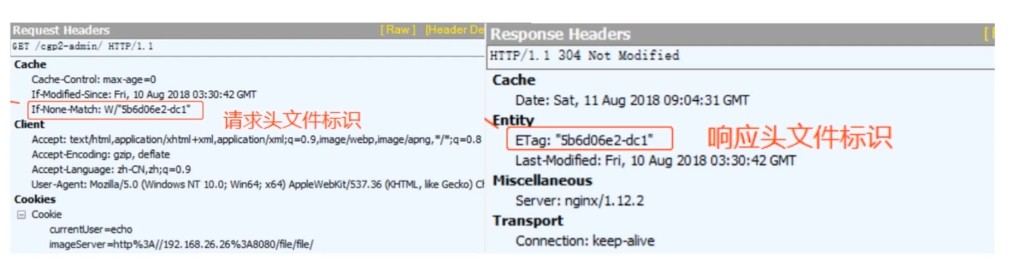 Request Headers
[Raw] [Header De
GET /cgp2-admin/ HTTP/1.1
Cache
Cache-Control: max-age=0
If-Modified-Since: Fri, 10 Aug 2018 03:30:42 GMT
If-None-Match: W/"5b6d06e2-dc1"
请求头文件标识
Client
Accept: text/html,application/xhtml+xml,application/xml;q=0.9,image/webp,image/apng,*/*;q=0.8
Accept-Encoding: gzip, deflate
Accept-Language: zh-CN,zh;q=0.9
User-Agent: Mozilla/5.0 (Windows NT 10.0; Win64; x64) AppleWebKit/537.36 (KHTML, like Gecko) Ch
Cookies
Cookie
currentUser=echo
imageServer=http%3A//192.168.26.26%3A8080/file/file/
Response Headers
HTTP/1.1 304 Not Modified
Cache
Date: Sat, 11 Aug 2018 09:04:31 GMT
Entity
ETag: "5b6d06e2-dc1"
响应头文件标识
Last-Modified: Fri, 10 Aug 2018 03:30:42 GMT
Miscellaneous
Server: nginx/1.12.2
Transport
Connection: keep-alive